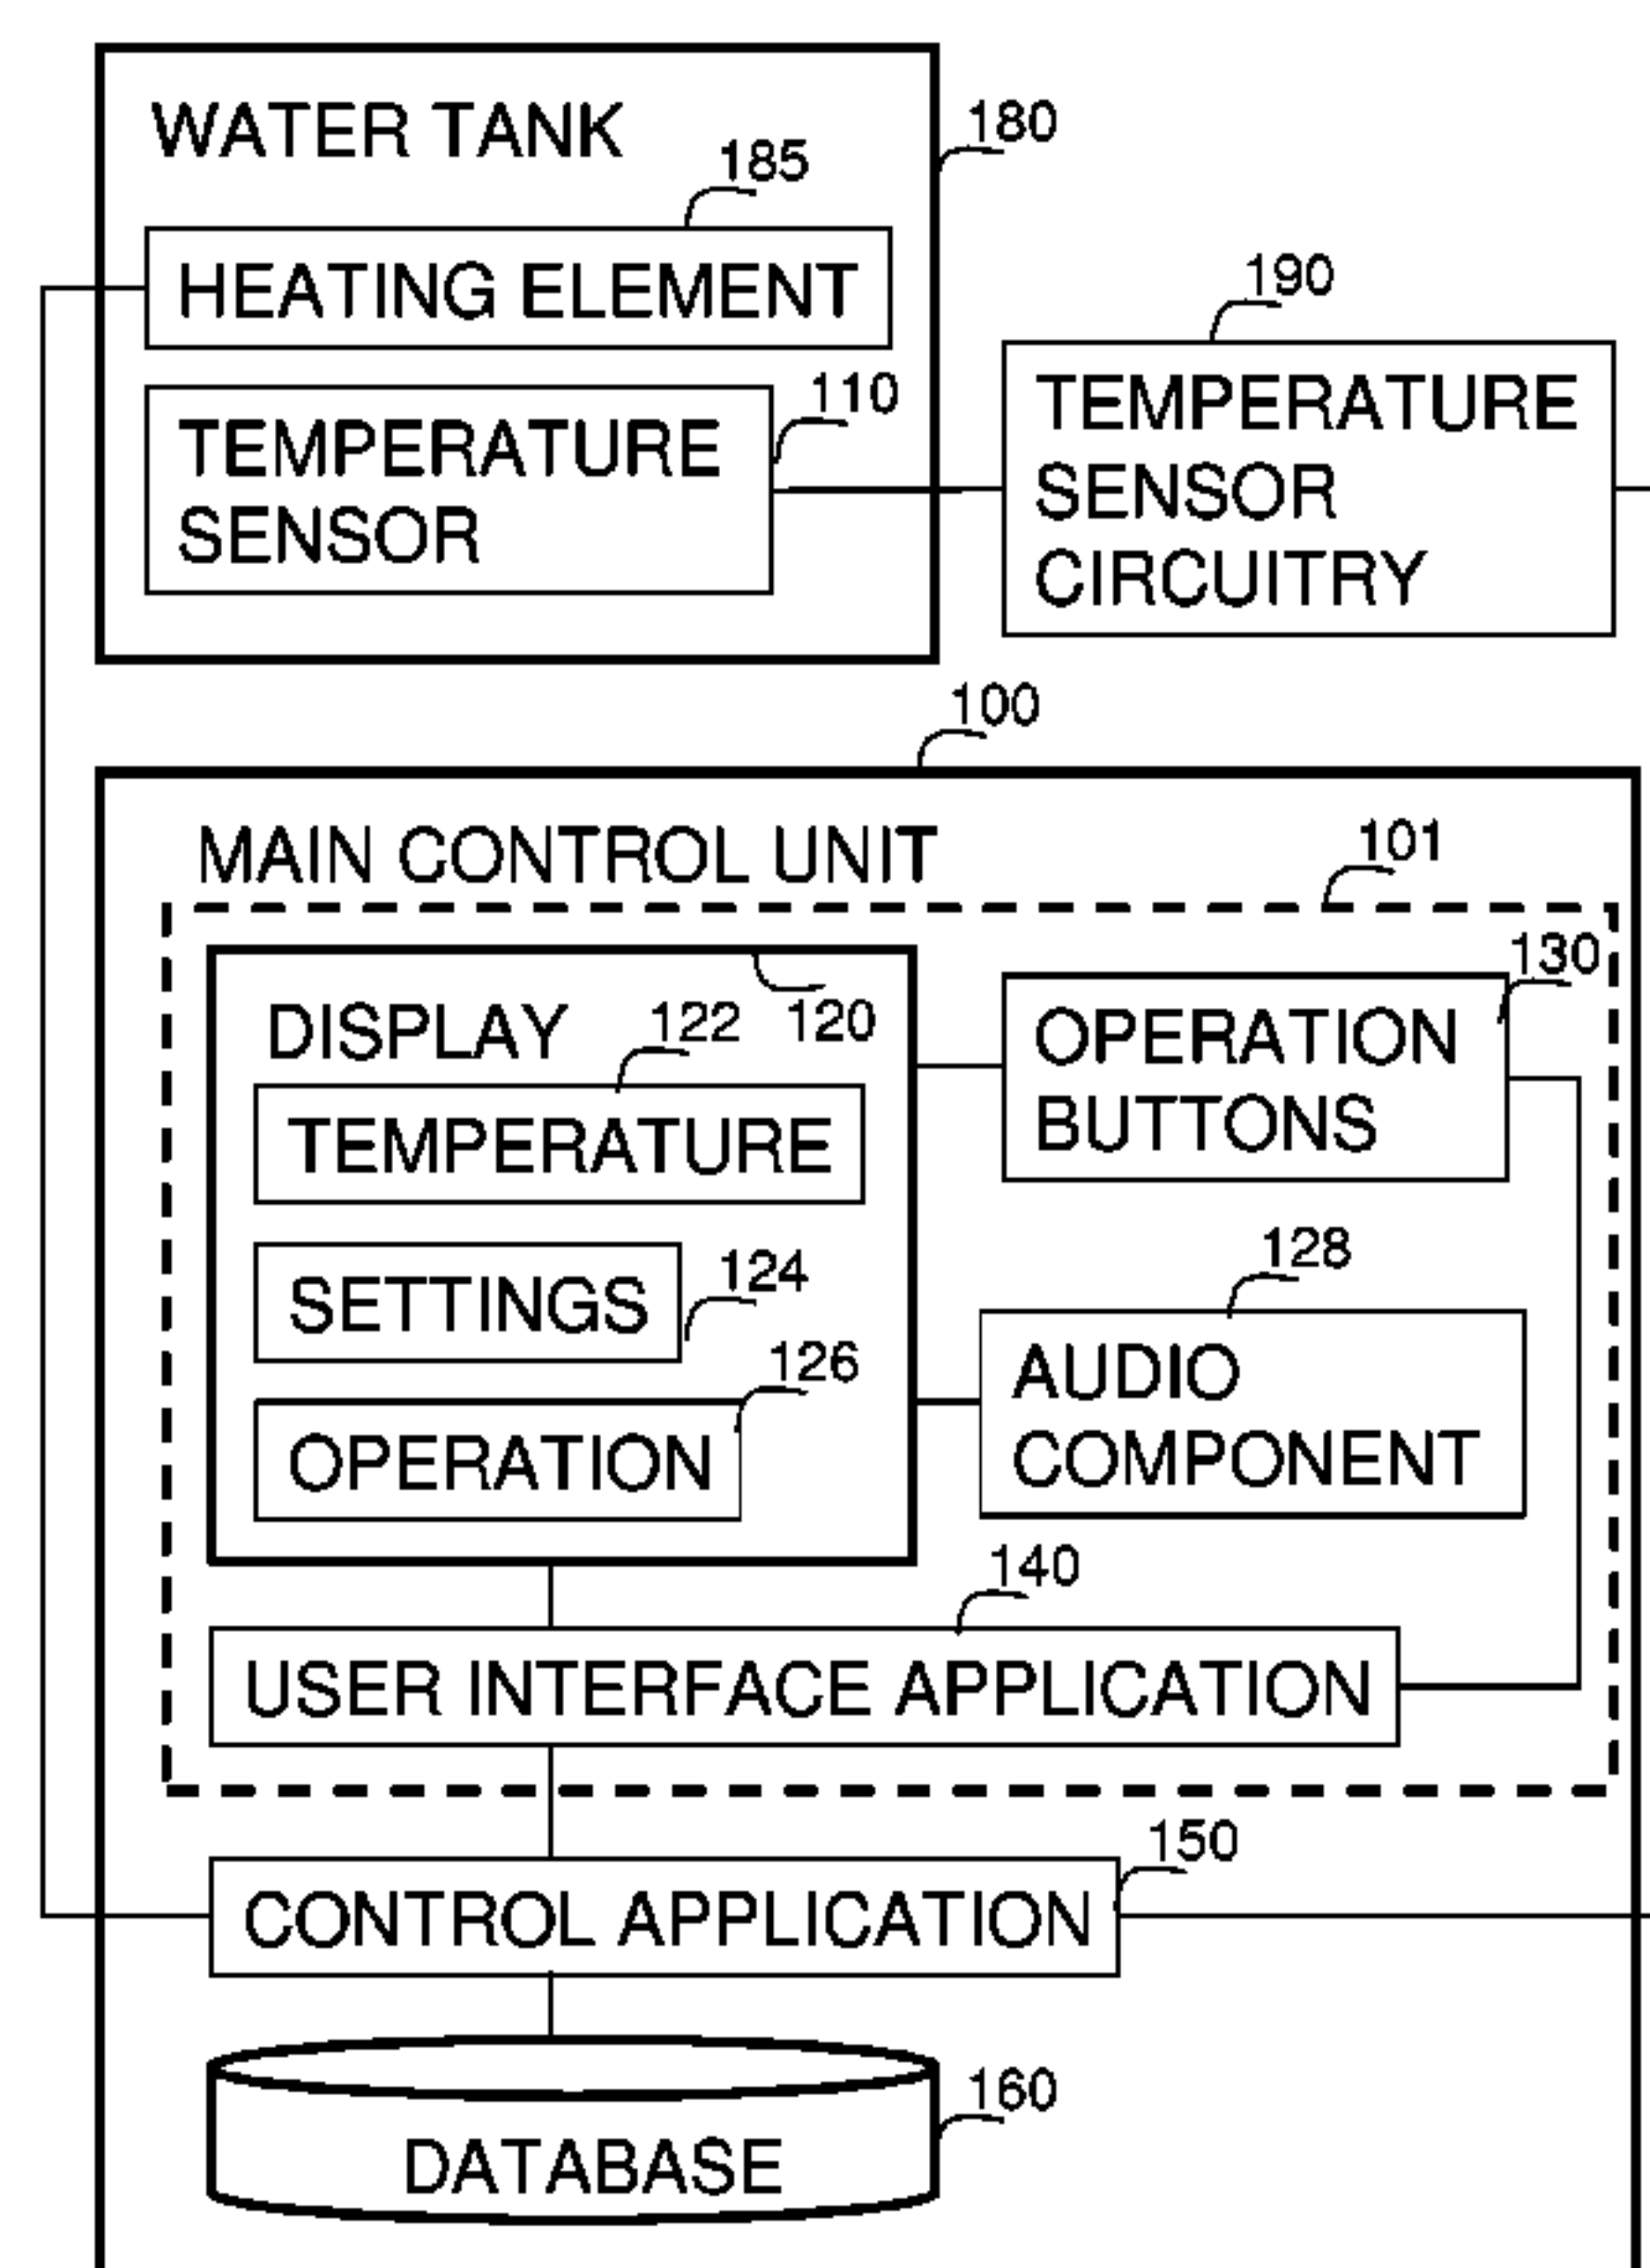 WATER TANK
180
185
HEATING ELEMENT
190
110
TEMPERATURE
SENSOR
TEMPERATURE
SENSOR
CIRCUITRY
100
MAIN CONTROL UNIT
101
130
DISPLAY
122
120
OPERATION
BUTTONS
TEMPERATURE
128
SETTINGS
124
126
AUDIO
COMPONENT
OPERATION
140
USER INTERFACE APPLICATION
150
CONTROL APPLICATION
160
DATABASE